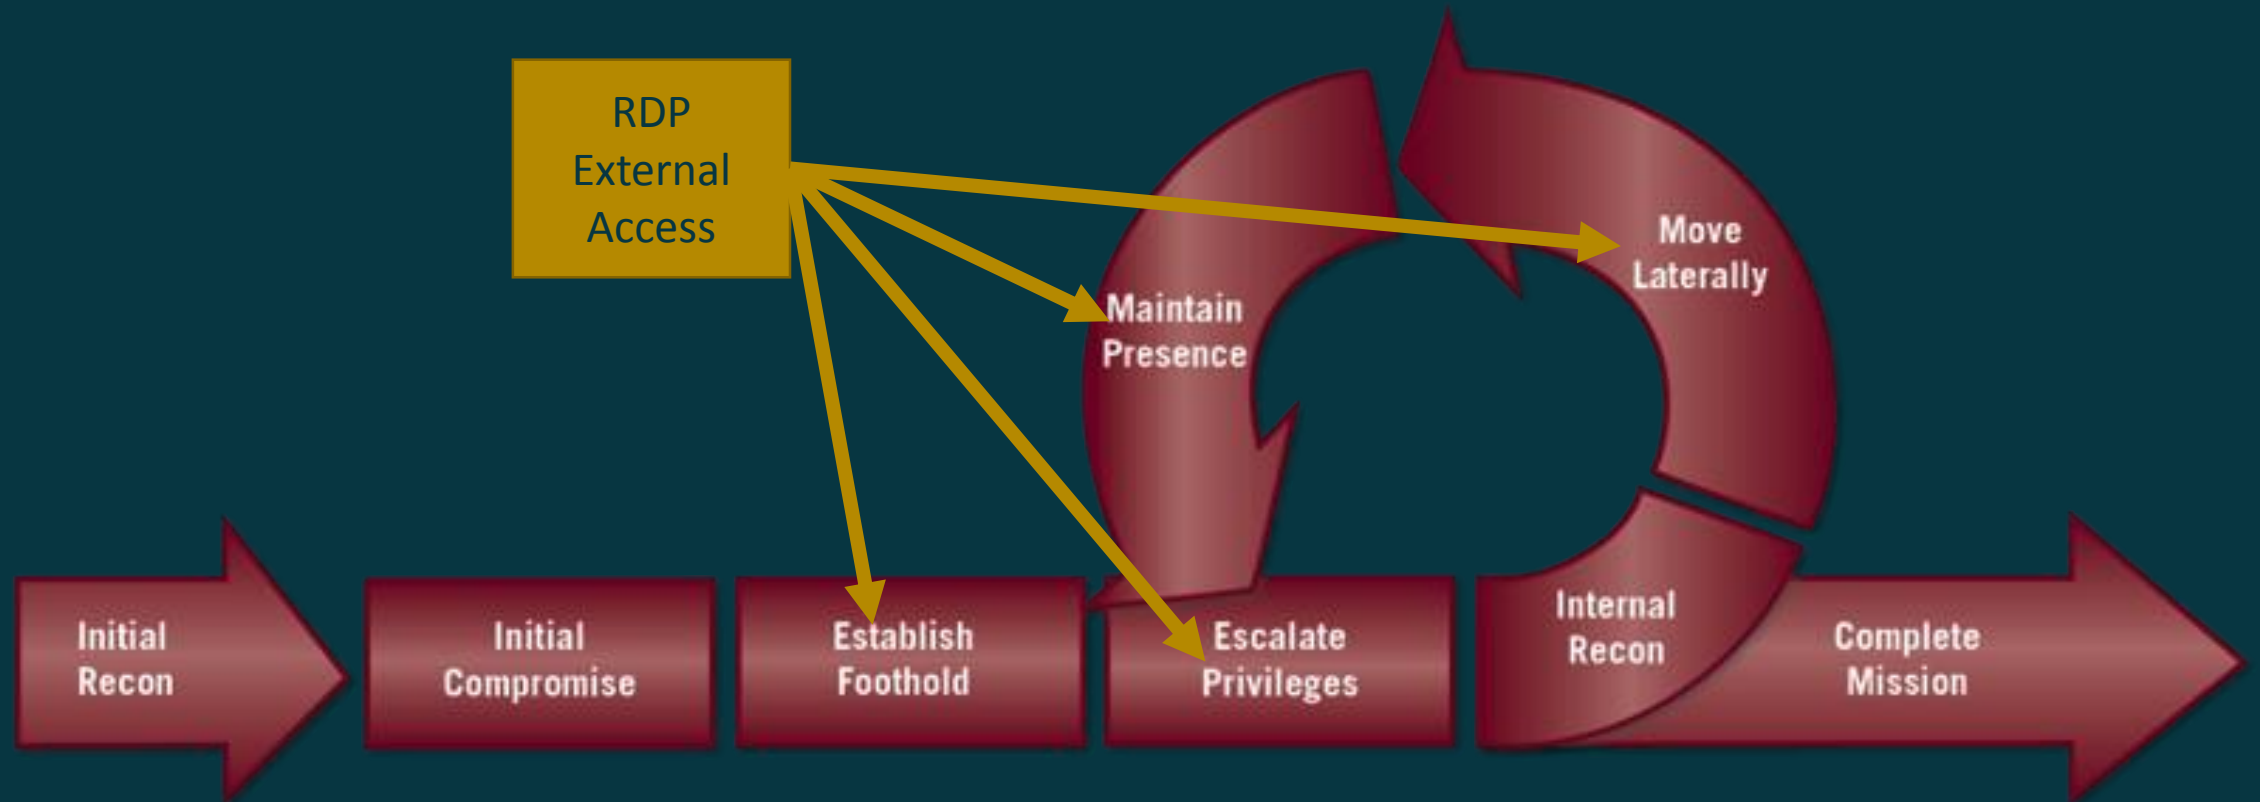 RDP
External
Access
Move
Laterally
Maintain
Presence
Initial
Recon
Initial
Compromise
Establish
Foothold
Escalate
Privileges
Internal
Recon
Complete
Mission